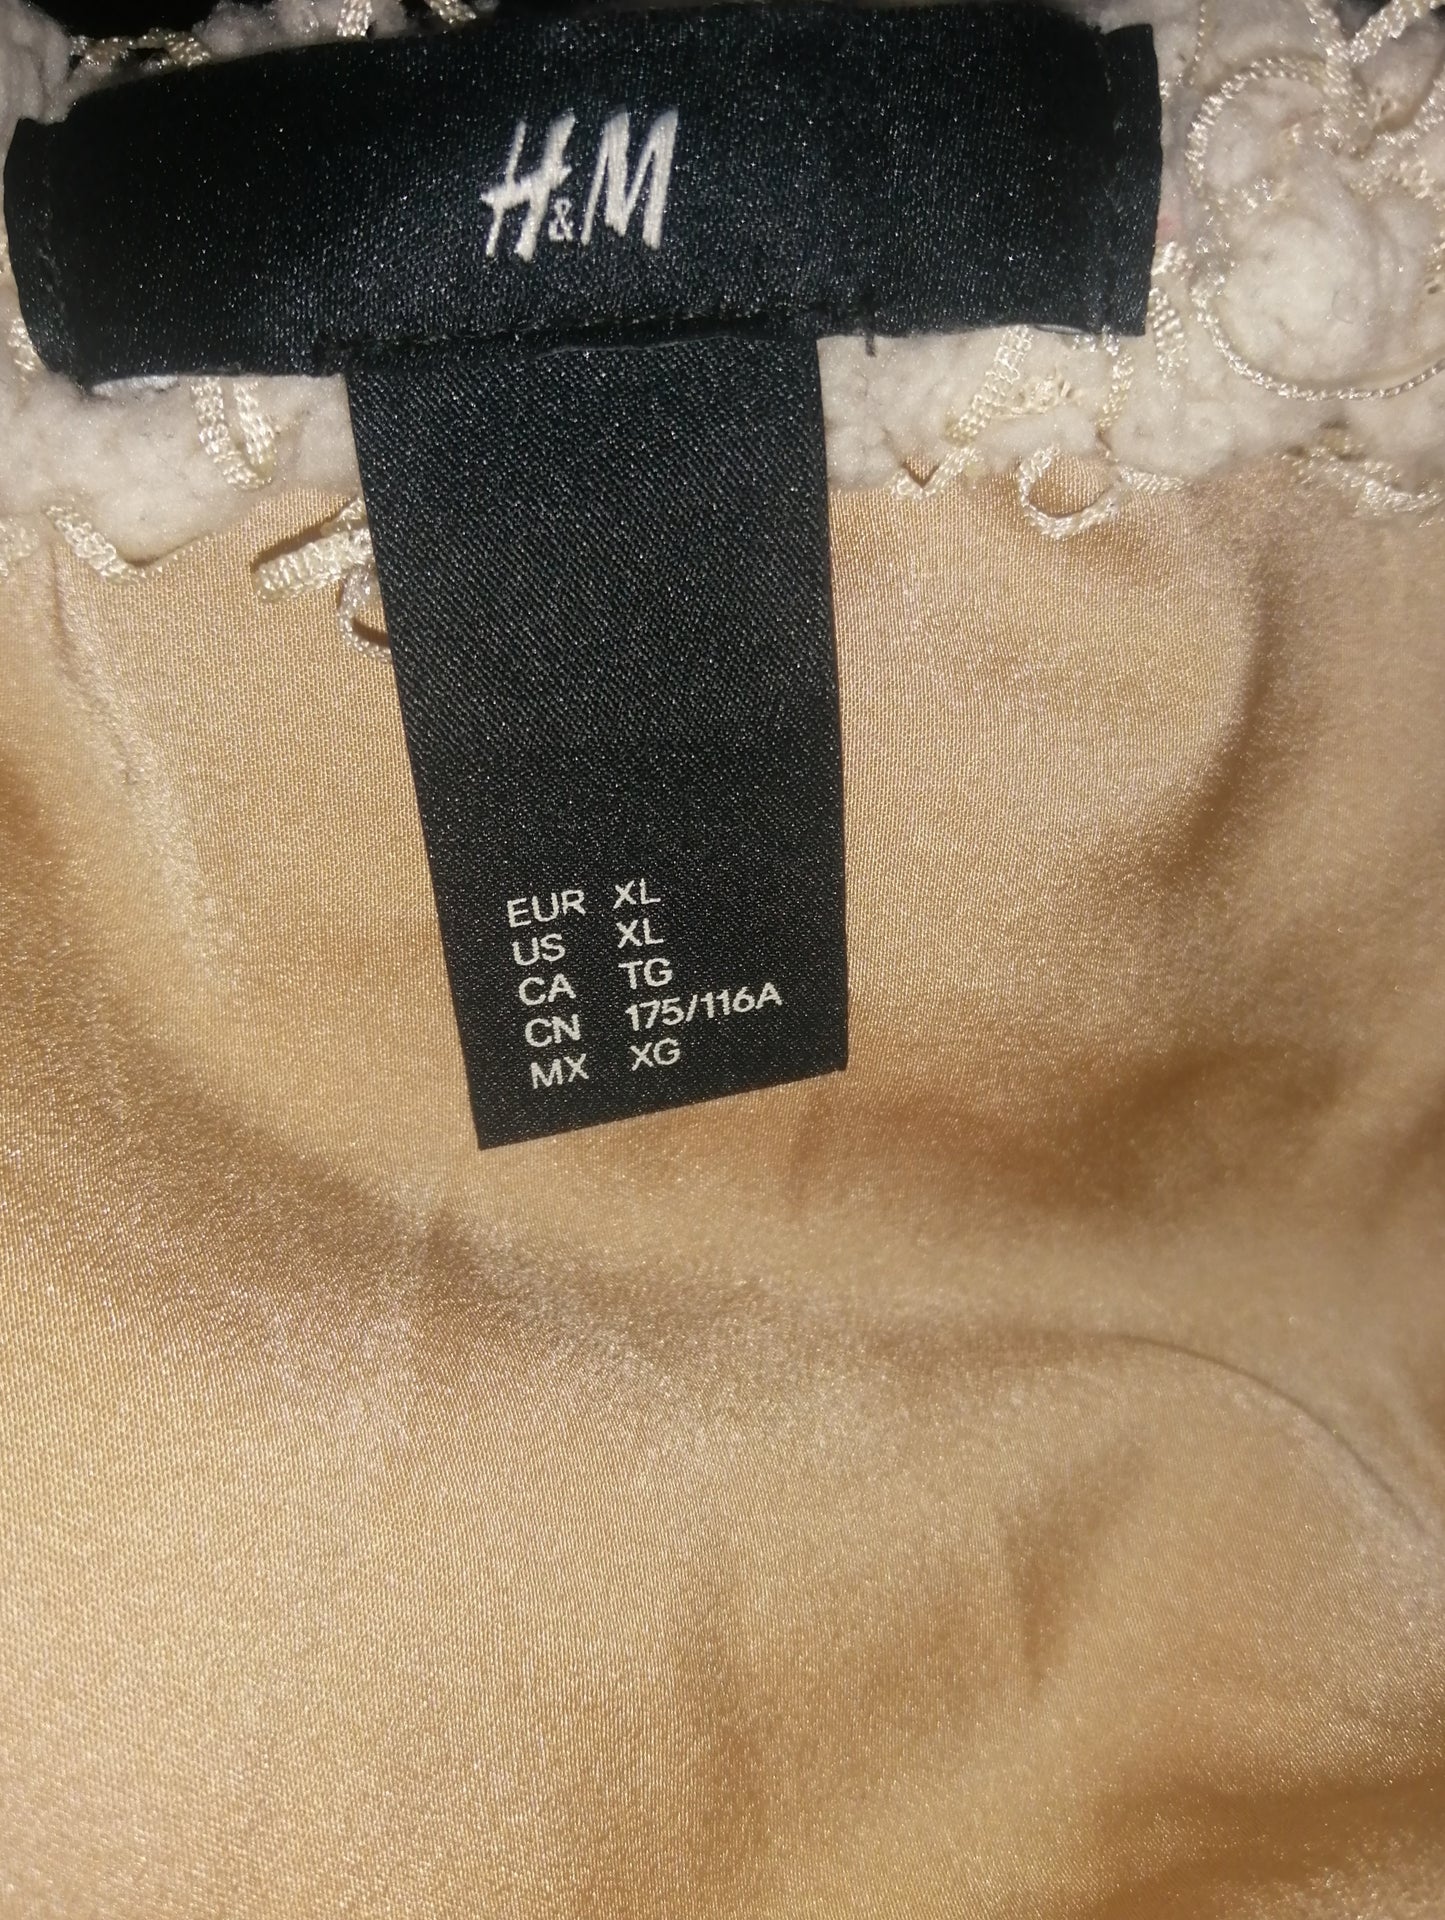 H&M
EUR XL
US XL
CA TG
CN 175/116A
MX XG